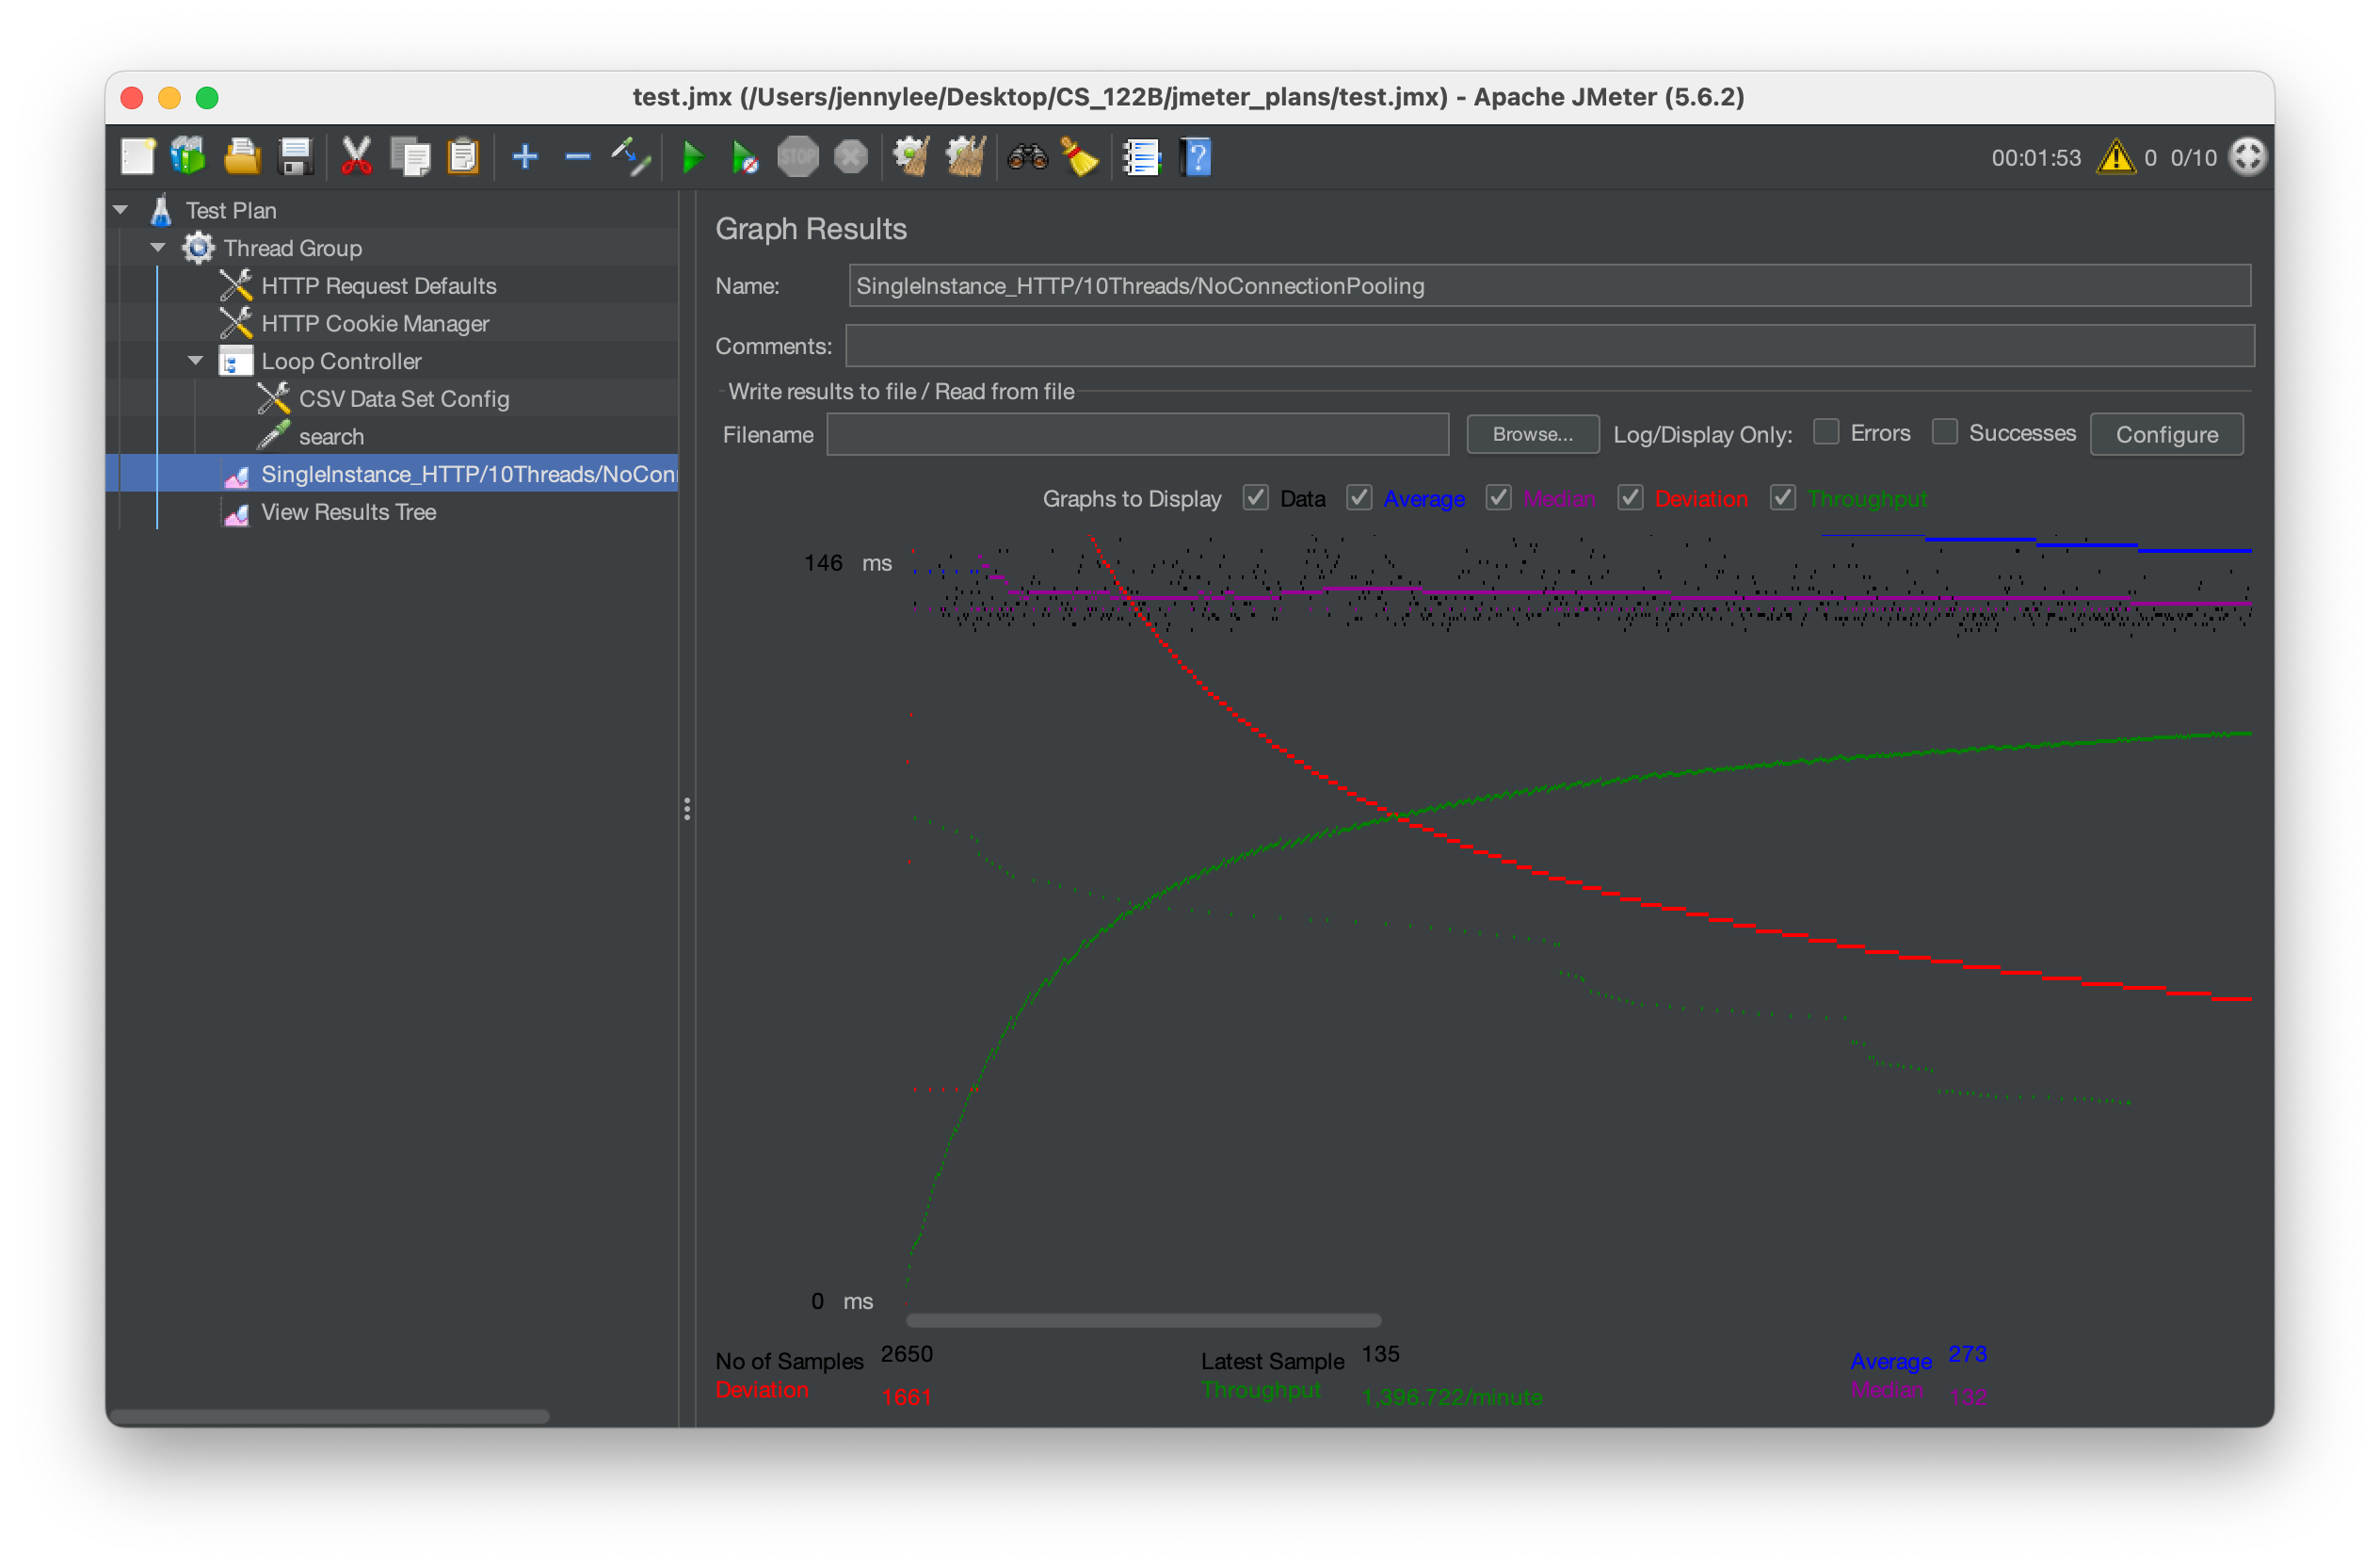 test.jmx (/Users/jennylee/Desktop/CS_122B/jmeter_plans/test.jmx) - Apache JMeter (5.6.2)
STOP
00:01:53 0 0/10
Test Plan
Thread Group
HTTP Request Defaults
HTTP Cookie Manager
Loop Controller
CSV Data Set Config
search
SingleInstance_HTTP/10Threads/NoConn
View Results Tree
Graph Results
Name: SingleInstance_HTTP/10Threads/NoConnectionPooling
Comments:
Write results to file / Read from file
Filename Browse... Log/Display Only: Errors Successes Configure
Graphs to Display Data Average Median Deviation Throughput
146 ms
0 ms
No of Samples 2650 Latest Sample 135 Average 273
Deviation 1661 Throughput 1,396.722/minute Median 132